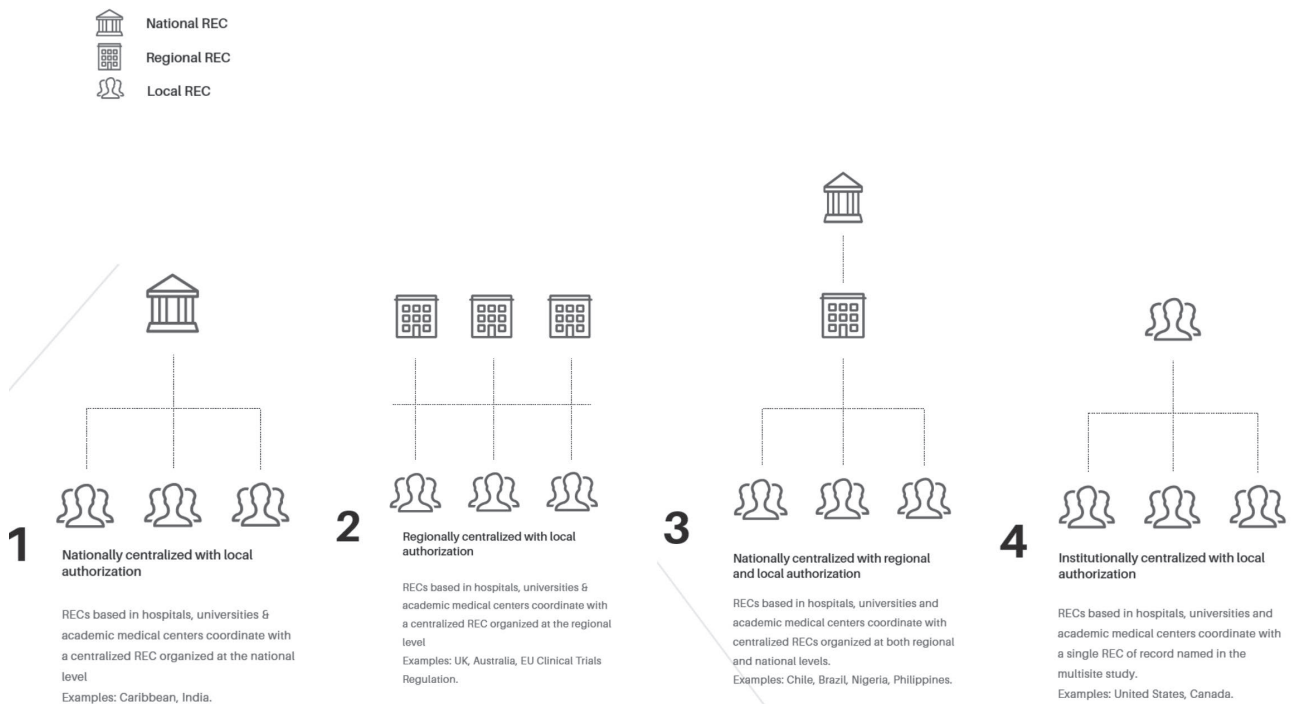 National REC
Regional REC
Local REC
1
Nationally centralized with local
authorization
RECs based in hospitals, universities &
academic medical centers coordinate with
a centralized REC organized at the national
level
Examples: Caribbean, India.
2
Regionally centralized with local
authorization
RECs based in hospitals, universities &
academic medical centers coordinate with
a centralized REC organized at the regional
level
Examples: UK, Australia, EU Clinical Trials
Regulation.
3
Nationally centralized with regional
and local authorization
RECs based in hospitals, universities and
academic medical centers coordinate with
centralized RECs organized at both regional
and national levels.
Examples: Chile, Brazil, Nigeria, Philippines.
4
Institutionally centralized with local
authorization
RECs based in hospitals, universities and
academic medical centers coordinate with
a single REC of record named in the
multisite study.
Examples: United States, Canada.